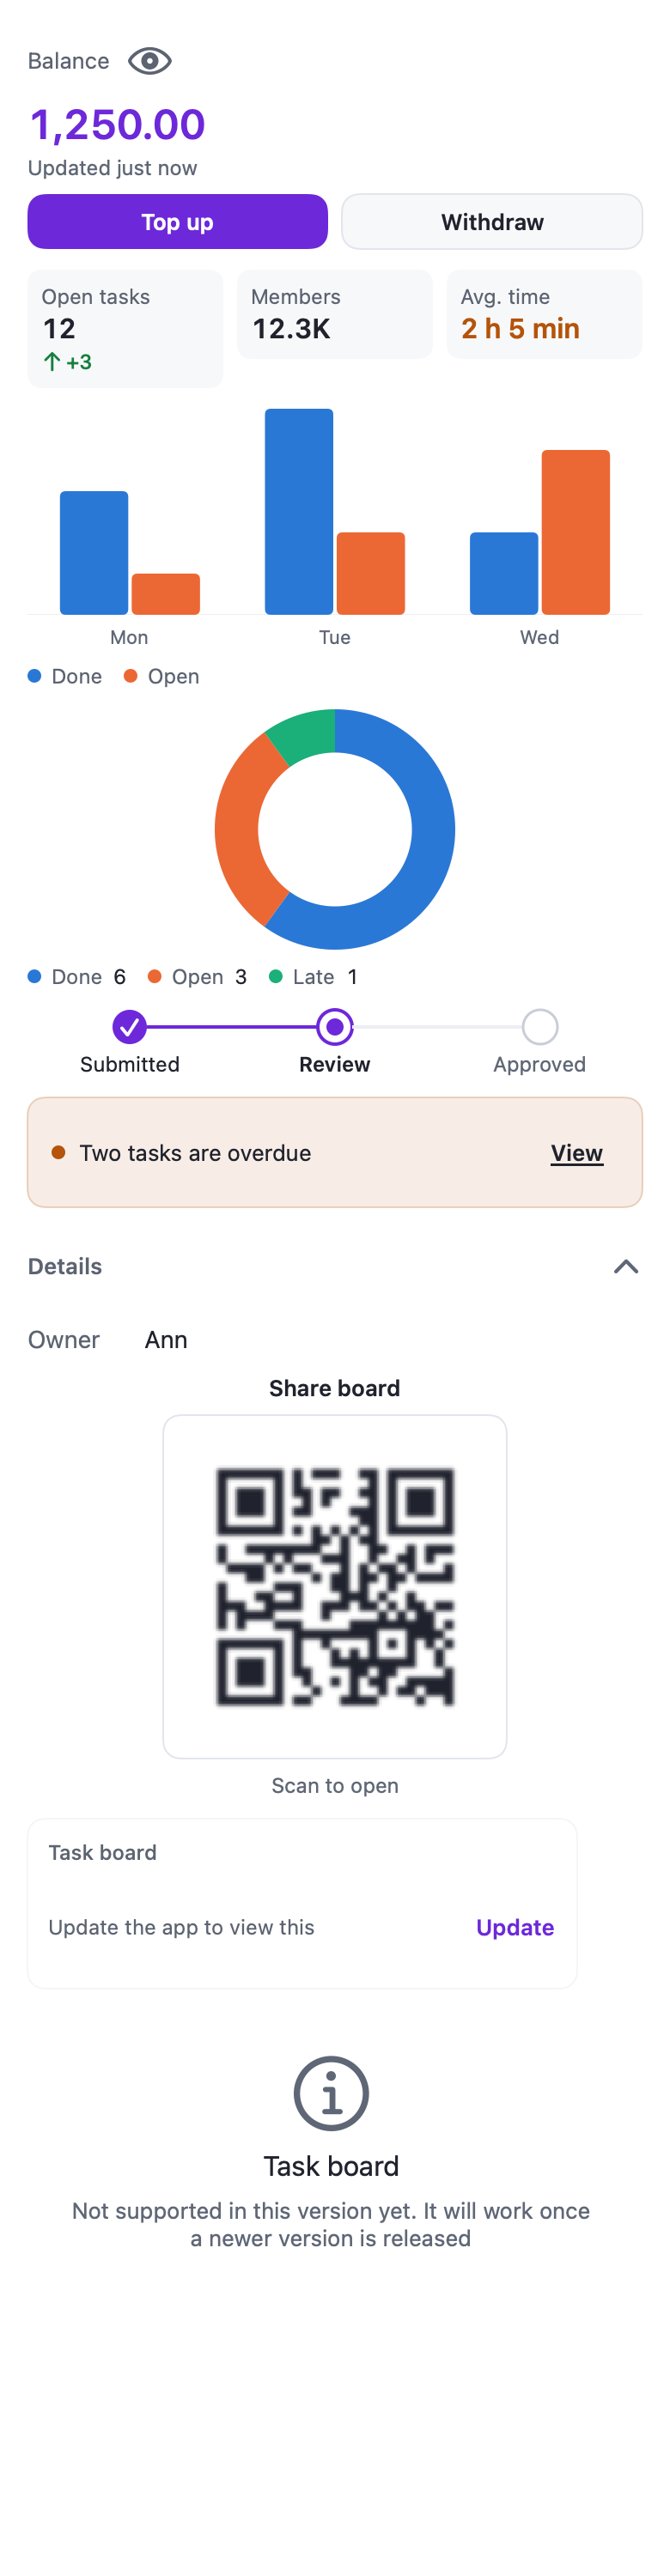 Balance
1,250.00
Updated just now
Top up
Withdraw
Open tasks
12
↑ +3
Members
12.3K
Avg. time
2 h 5 min
Mon
Tue
Wed
Done
Open
Done 6
Open 3
Late 1
Submitted
Review
Approved
Two tasks are overdue
View
Details
Owner
Ann
Share board
Scan to open
Task board
Update the app to view this
Update
Task board
Not supported in this version yet. It will work once
a newer version is released